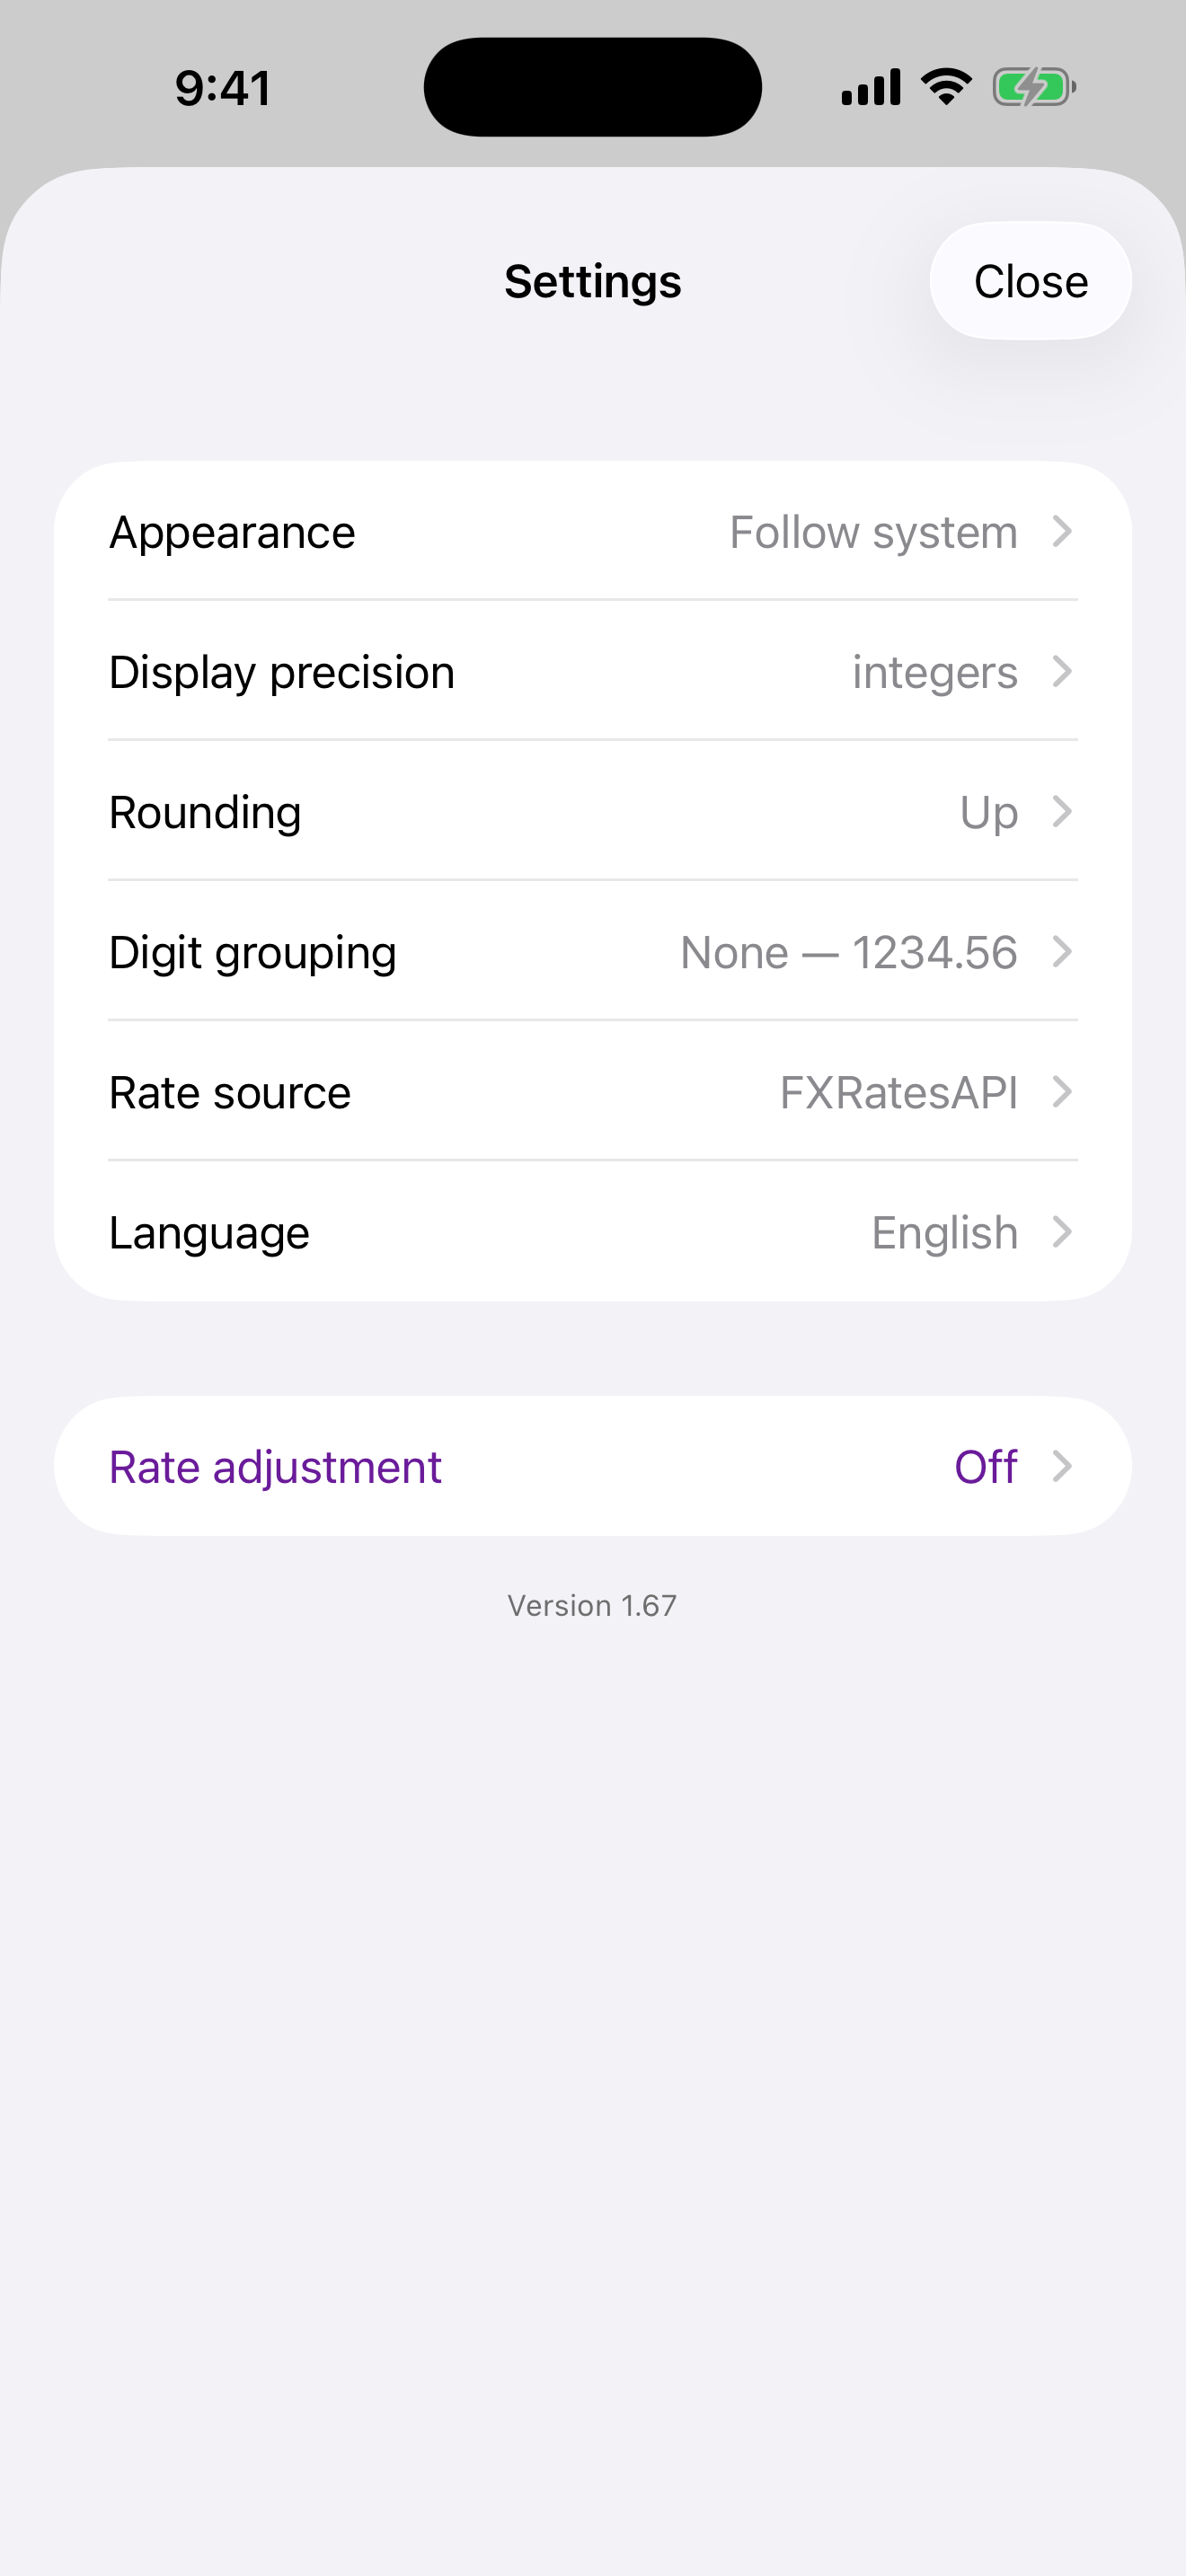 9:41
Settings
Close
Appearance Follow system
Display precision integers
Rounding Up
Digit grouping None — 1234.56
Rate source FXRatesAPI
Language English
Rate adjustment Off
Version 1.67